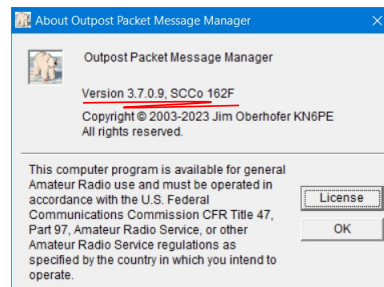 About Outpost Packet Message Manager
Outpost Packet Message Manager
Version 3.7.0.9, SCCo 162F
Copyright © 2003-2023 Jim Oberhofer KN6PE
All rights reserved.
This computer program is available for general
Amateur Radio use and must be operated in
accordance with the U.S. Federal
Communications Commission CFR Title 47,
Part 97, Amateur Radio Service, or other
Amateur Radio Service regulations as
specified by the country in which you intend to
operate.
License
OK